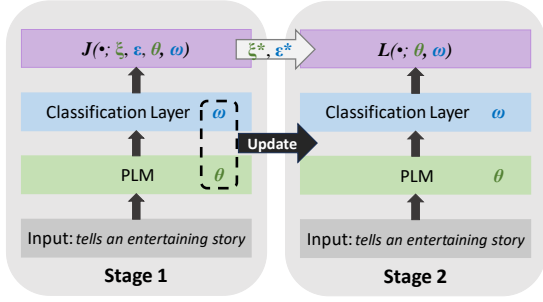 J(•; ξ, ε, θ, ω)
ξ*, ε*
L(•; θ, ω)
Classification Layer ω
Classification Layer ω
Update
PLM θ
PLM θ
Input: tells an entertaining story
Input: tells an entertaining story
Stage 1
Stage 2